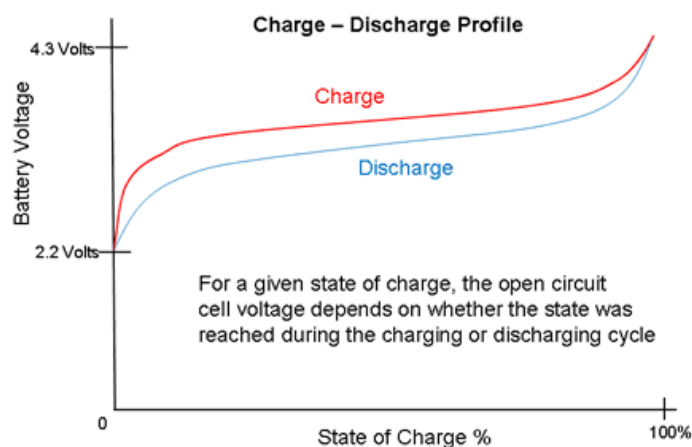 Charge – Discharge Profile
4.3 Volts
Charge
Battery Voltage
Discharge
2.2 Volts
For a given state of charge, the open circuit
cell voltage depends on whether the state was
reached during the charging or discharging cycle
0
State of Charge %
100%